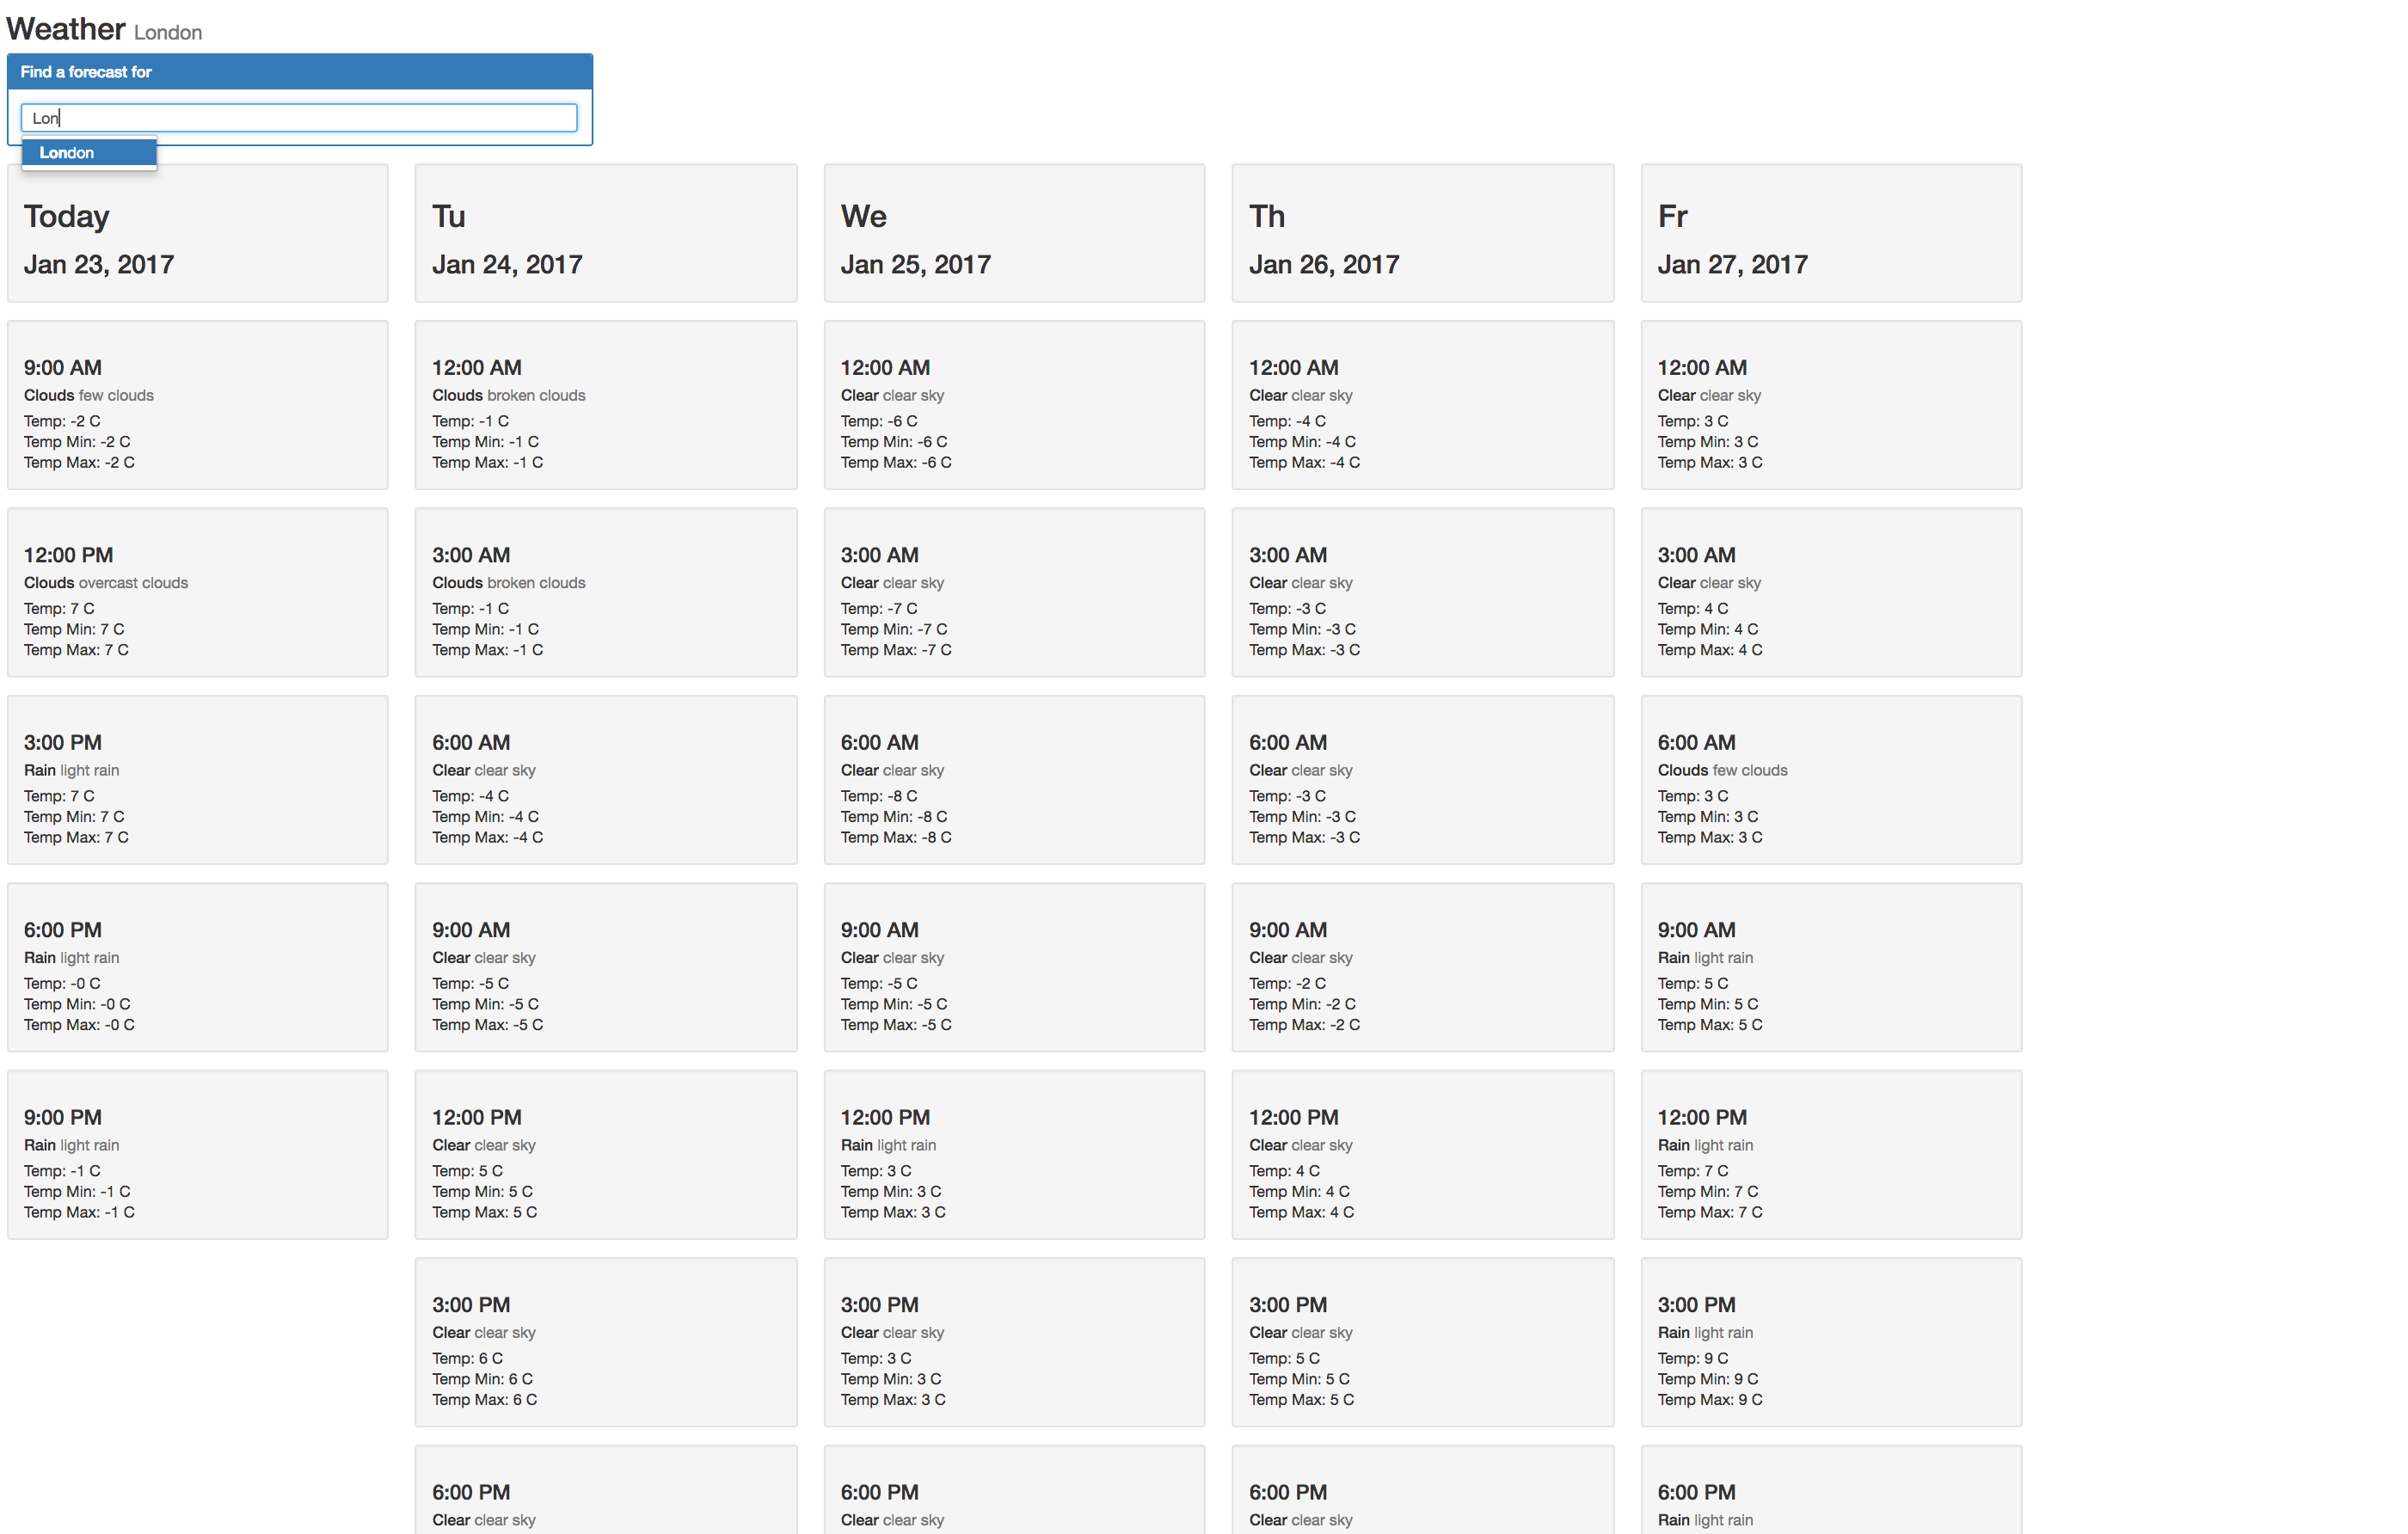 Weather London
Find a forecast for
Lon
London
Today
Jan 23, 2017
9:00 AM
Clouds few clouds
Temp: -2 C
Temp Min: -2 C
Temp Max: -2 C
12:00 PM
Clouds overcast clouds
Temp: 7 C
Temp Min: 7 C
Temp Max: 7 C
3:00 PM
Rain light rain
Temp: 7 C
Temp Min: 7 C
Temp Max: 7 C
6:00 PM
Rain light rain
Temp: -0 C
Temp Min: -0 C
Temp Max: -0 C
9:00 PM
Rain light rain
Temp: -1 C
Temp Min: -1 C
Temp Max: -1 C
Tu
Jan 24, 2017
12:00 AM
Clouds broken clouds
Temp: -1 C
Temp Min: -1 C
Temp Max: -1 C
3:00 AM
Clouds broken clouds
Temp: -1 C
Temp Min: -1 C
Temp Max: -1 C
6:00 AM
Clear clear sky
Temp: -4 C
Temp Min: -4 C
Temp Max: -4 C
9:00 AM
Clear clear sky
Temp: -5 C
Temp Min: -5 C
Temp Max: -5 C
12:00 PM
Clear clear sky
Temp: 5 C
Temp Min: 5 C
Temp Max: 5 C
3:00 PM
Clear clear sky
Temp: 6 C
Temp Min: 6 C
Temp Max: 6 C
6:00 PM
Clear clear sky
We
Jan 25, 2017
12:00 AM
Clear clear sky
Temp: -6 C
Temp Min: -6 C
Temp Max: -6 C
3:00 AM
Clear clear sky
Temp: -7 C
Temp Min: -7 C
Temp Max: -7 C
6:00 AM
Clear clear sky
Temp: -8 C
Temp Min: -8 C
Temp Max: -8 C
9:00 AM
Clear clear sky
Temp: -5 C
Temp Min: -5 C
Temp Max: -5 C
12:00 PM
Rain light rain
Temp: 3 C
Temp Min: 3 C
Temp Max: 3 C
3:00 PM
Clear clear sky
Temp: 3 C
Temp Min: 3 C
Temp Max: 3 C
6:00 PM
Clear clear sky
Th
Jan 26, 2017
12:00 AM
Clear clear sky
Temp: -4 C
Temp Min: -4 C
Temp Max: -4 C
3:00 AM
Clear clear sky
Temp: -3 C
Temp Min: -3 C
Temp Max: -3 C
6:00 AM
Clear clear sky
Temp: -3 C
Temp Min: -3 C
Temp Max: -3 C
9:00 AM
Clear clear sky
Temp: -2 C
Temp Min: -2 C
Temp Max: -2 C
12:00 PM
Clear clear sky
Temp: 4 C
Temp Min: 4 C
Temp Max: 4 C
3:00 PM
Clear clear sky
Temp: 5 C
Temp Min: 5 C
Temp Max: 5 C
6:00 PM
Clear clear sky
Fr
Jan 27, 2017
12:00 AM
Clear clear sky
Temp: 3 C
Temp Min: 3 C
Temp Max: 3 C
3:00 AM
Clear clear sky
Temp: 4 C
Temp Min: 4 C
Temp Max: 4 C
6:00 AM
Clouds few clouds
Temp: 3 C
Temp Min: 3 C
Temp Max: 3 C
9:00 AM
Rain light rain
Temp: 5 C
Temp Min: 5 C
Temp Max: 5 C
12:00 PM
Rain light rain
Temp: 7 C
Temp Min: 7 C
Temp Max: 7 C
3:00 PM
Rain light rain
Temp: 9 C
Temp Min: 9 C
Temp Max: 9 C
6:00 PM
Rain light rain